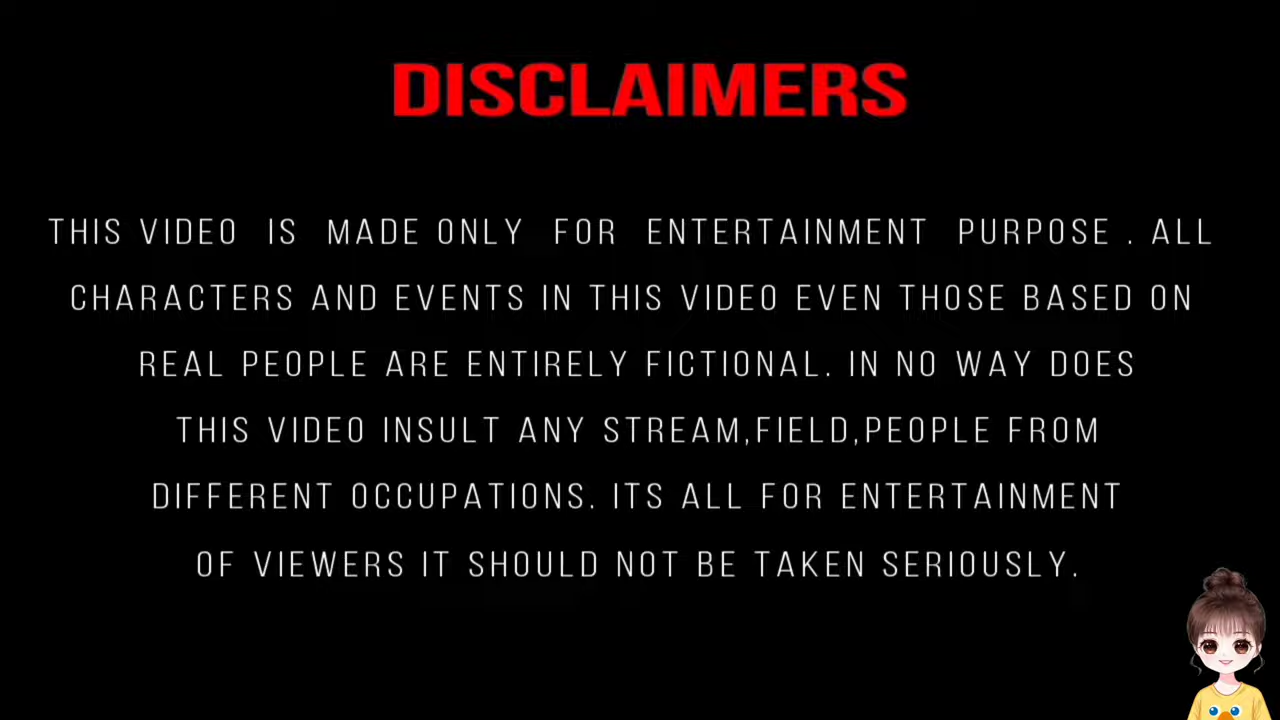 DISCLAIMERS
THIS VIDEO IS MADE ONLY FOR ENTERTAINMENT PURPOSE . ALL
CHARACTERS AND EVENTS IN THIS VIDEO EVEN THOSE BASED ON
REAL PEOPLE ARE ENTIRELY FICTIONAL. IN NO WAY DOES
THIS VIDEO INSULT ANY STREAM,FIELD,PEOPLE FROM
DIFFERENT OCCUPATIONS. ITS ALL FOR ENTERTAINMENT
OF VIEWERS IT SHOULD NOT BE TAKEN SERIOUSLY.